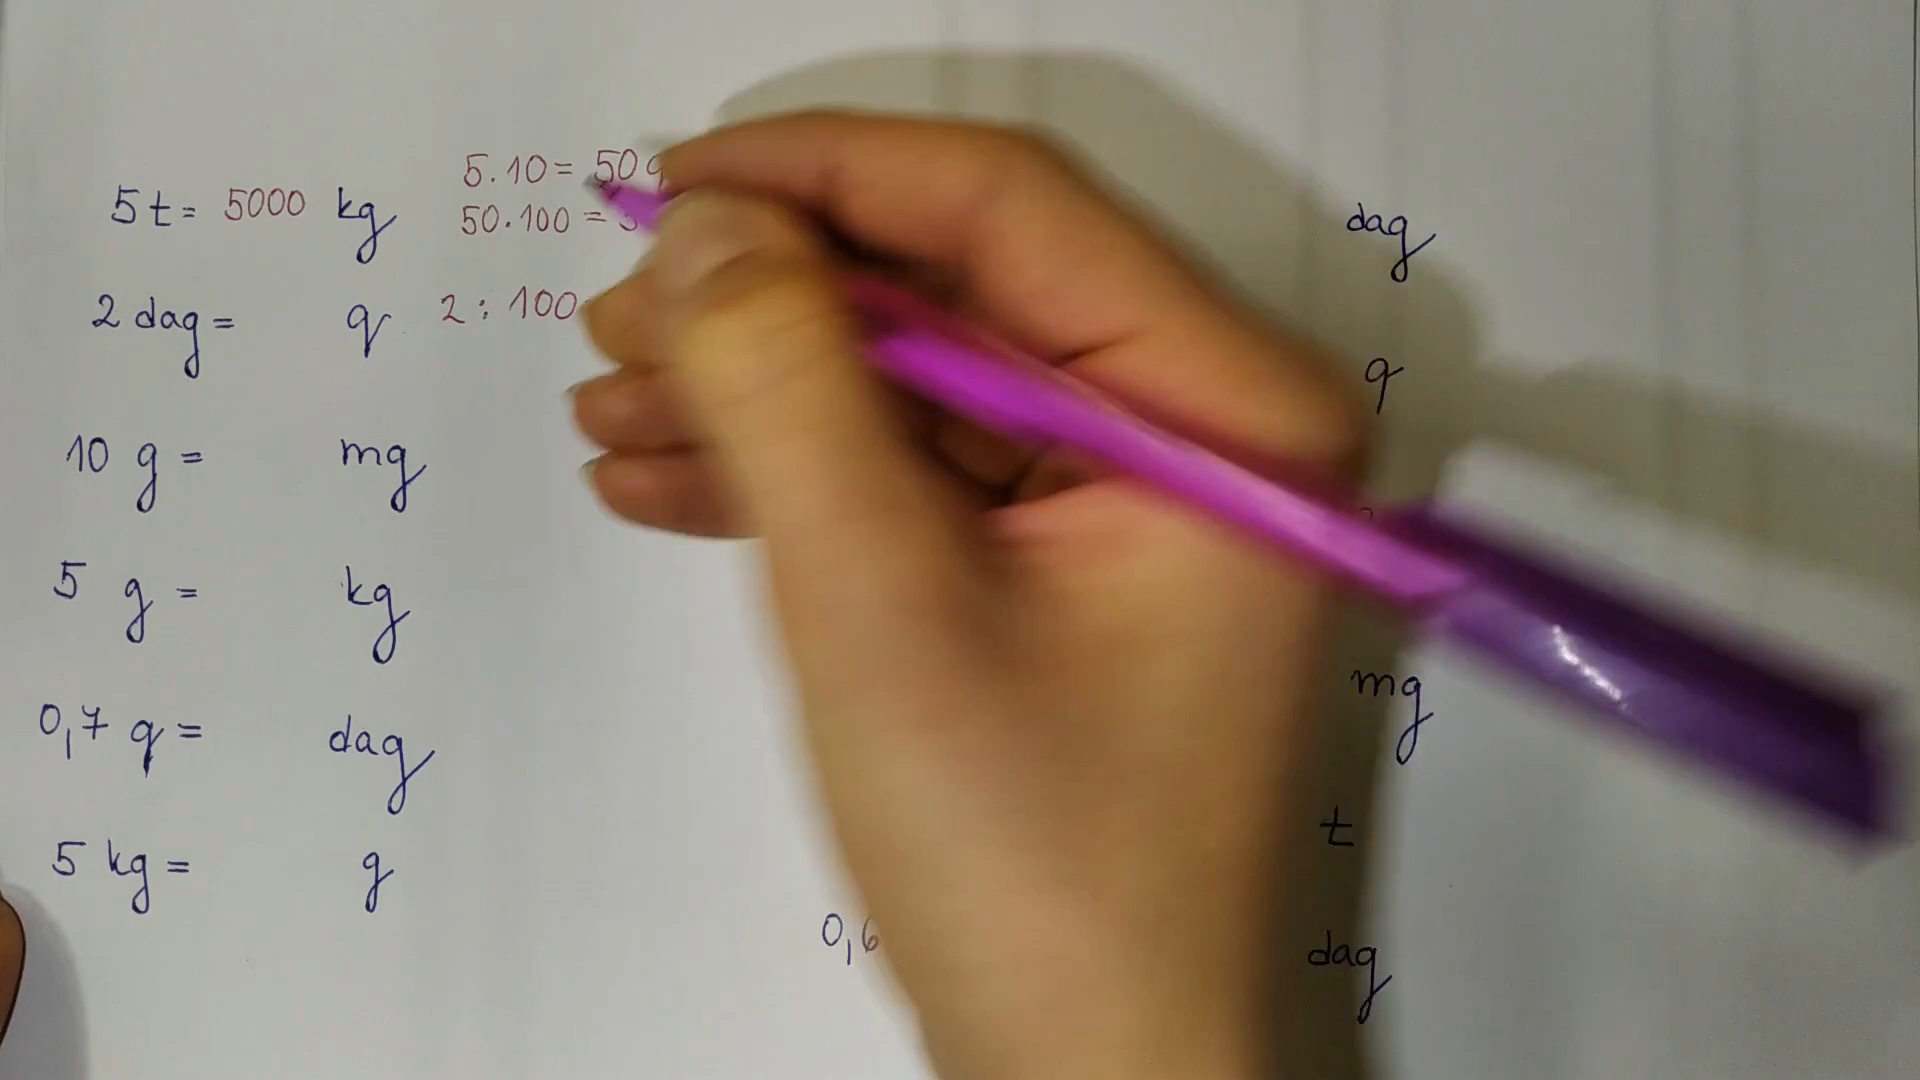 5.10 = 50 q
5t = 5000 kg
50.100 =
2 dag = q 2 : 100
10 g = mg
5 g = kg
0,7 q = dag
5 kg = g
dag
q
mg
t
0,6
dag